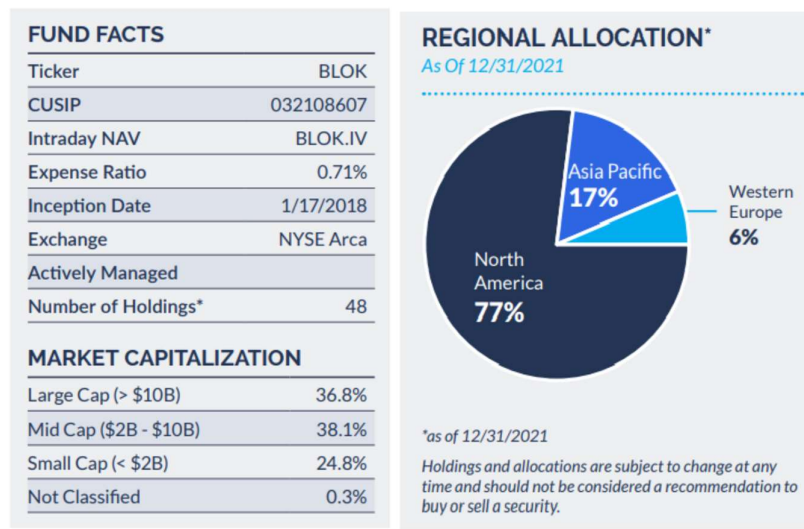 FUND FACTS
Ticker BLOK
CUSIP 032108607
Intraday NAV BLOK.IV
Expense Ratio 0.71%
Inception Date 1/17/2018
Exchange NYSE Arca
Actively Managed
Number of Holdings* 48
MARKET CAPITALIZATION
Large Cap (> $10B) 36.8%
Mid Cap ($2B - $10B) 38.1%
Small Cap (< $2B) 24.8%
Not Classified 0.3%
REGIONAL ALLOCATION*
As Of 12/31/2021
Asia Pacific
17%
Western
Europe
6%
North
America
77%
*as of 12/31/2021
Holdings and allocations are subject to change at any
time and should not be considered a recommendation to
buy or sell a security.